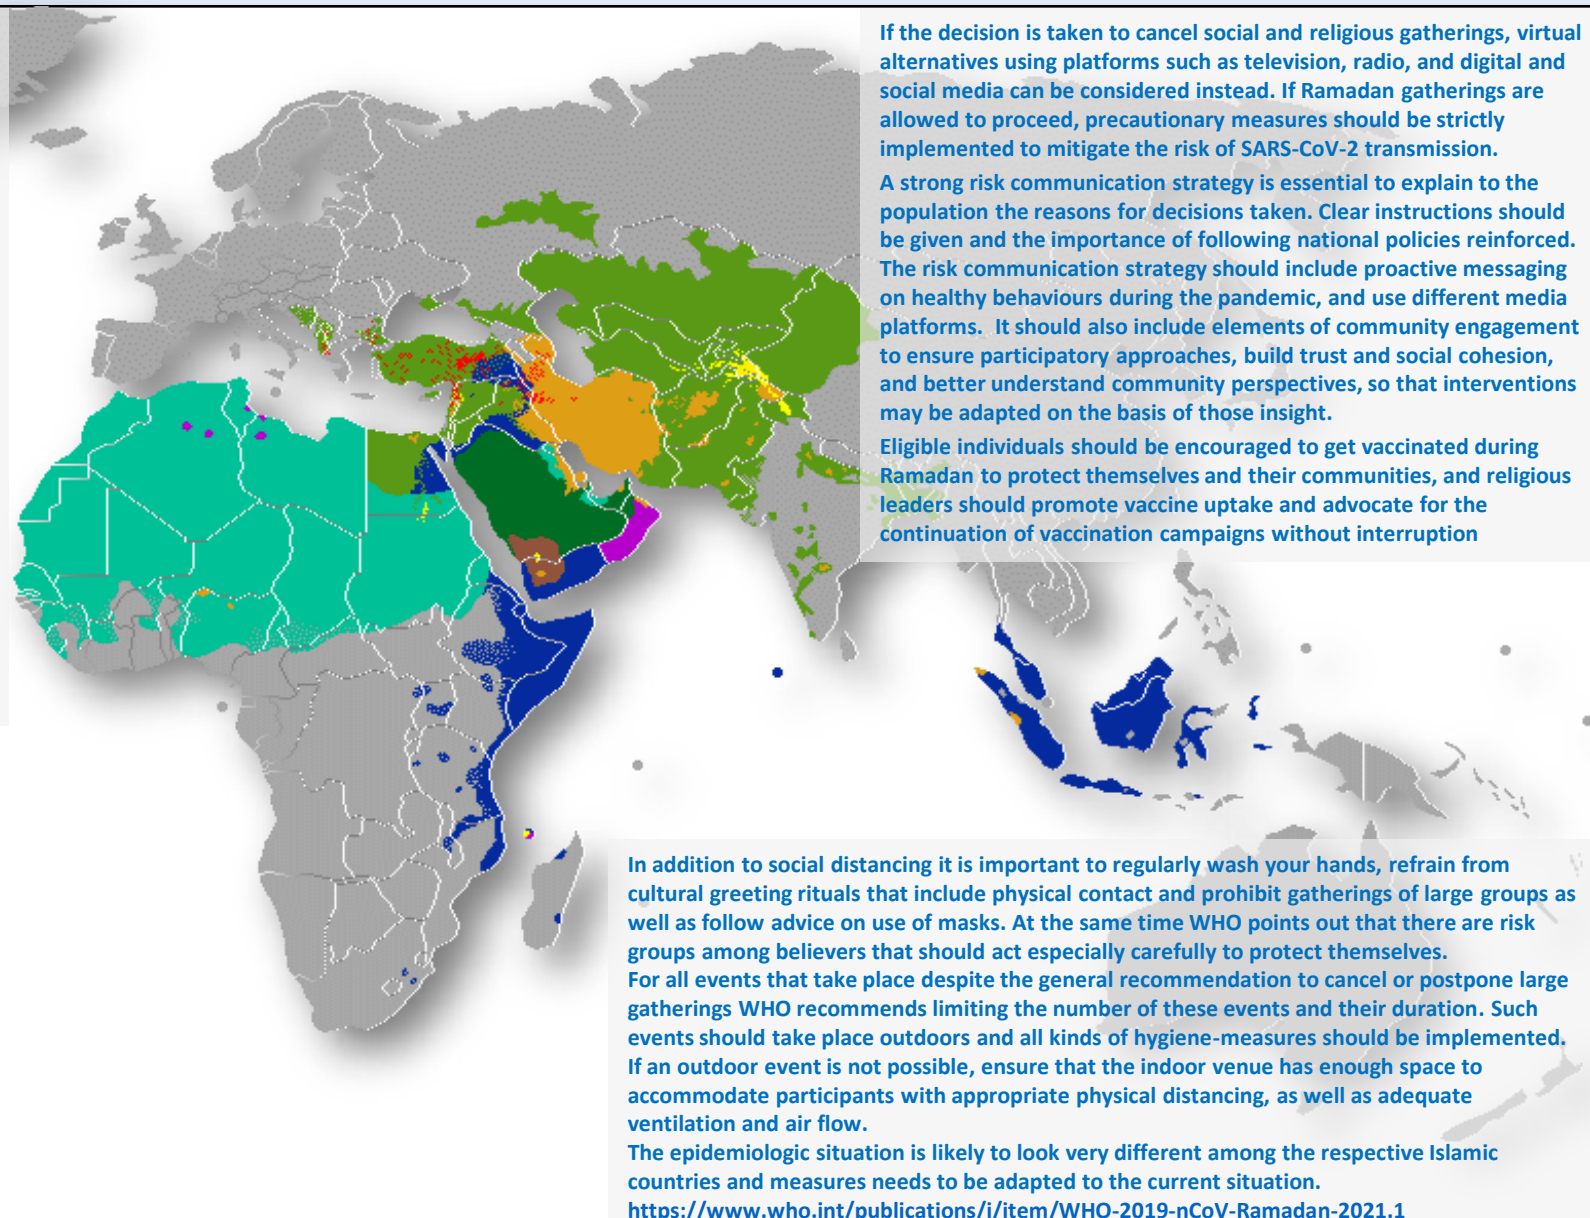 If the decision is taken to cancel social and religious gatherings, virtual
alternatives using platforms such as television, radio, and digital and
social media can be considered instead. If Ramadan gatherings are
allowed to proceed, precautionary measures should be strictly
implemented to mitigate the risk of SARS-CoV-2 transmission.
A strong risk communication strategy is essential to explain to the
population the reasons for decisions taken. Clear instructions should
be given and the importance of following national policies reinforced.
The risk communication strategy should include proactive messaging
on healthy behaviours during the pandemic, and use different media
platforms.  It should also include elements of community engagement
to ensure participatory approaches, build trust and social cohesion,
and better understand community perspectives, so that interventions
may be adapted on the basis of those insight.
Eligible individuals should be encouraged to get vaccinated during
Ramadan to protect themselves and their communities, and religious
leaders should promote vaccine uptake and advocate for the
continuation of vaccination campaigns without interruption
In addition to social distancing it is important to regularly wash your hands, refrain from
cultural greeting rituals that include physical contact and prohibit gatherings of large groups as
well as follow advice on use of masks. At the same time WHO points out that there are risk
groups among believers that should act especially carefully to protect themselves.
For all events that take place despite the general recommendation to cancel or postpone large
gatherings WHO recommends limiting the number of these events and their duration. Such
events should take place outdoors and all kinds of hygiene-measures should be implemented.
If an outdoor event is not possible, ensure that the indoor venue has enough space to
accommodate participants with appropriate physical distancing, as well as adequate
ventilation and air flow.
The epidemiologic situation is likely to look very different among the respective Islamic
countries and measures needs to be adapted to the current situation.
https://www.who.int/publications/i/item/WHO-2019-nCoV-Ramadan-2021.1